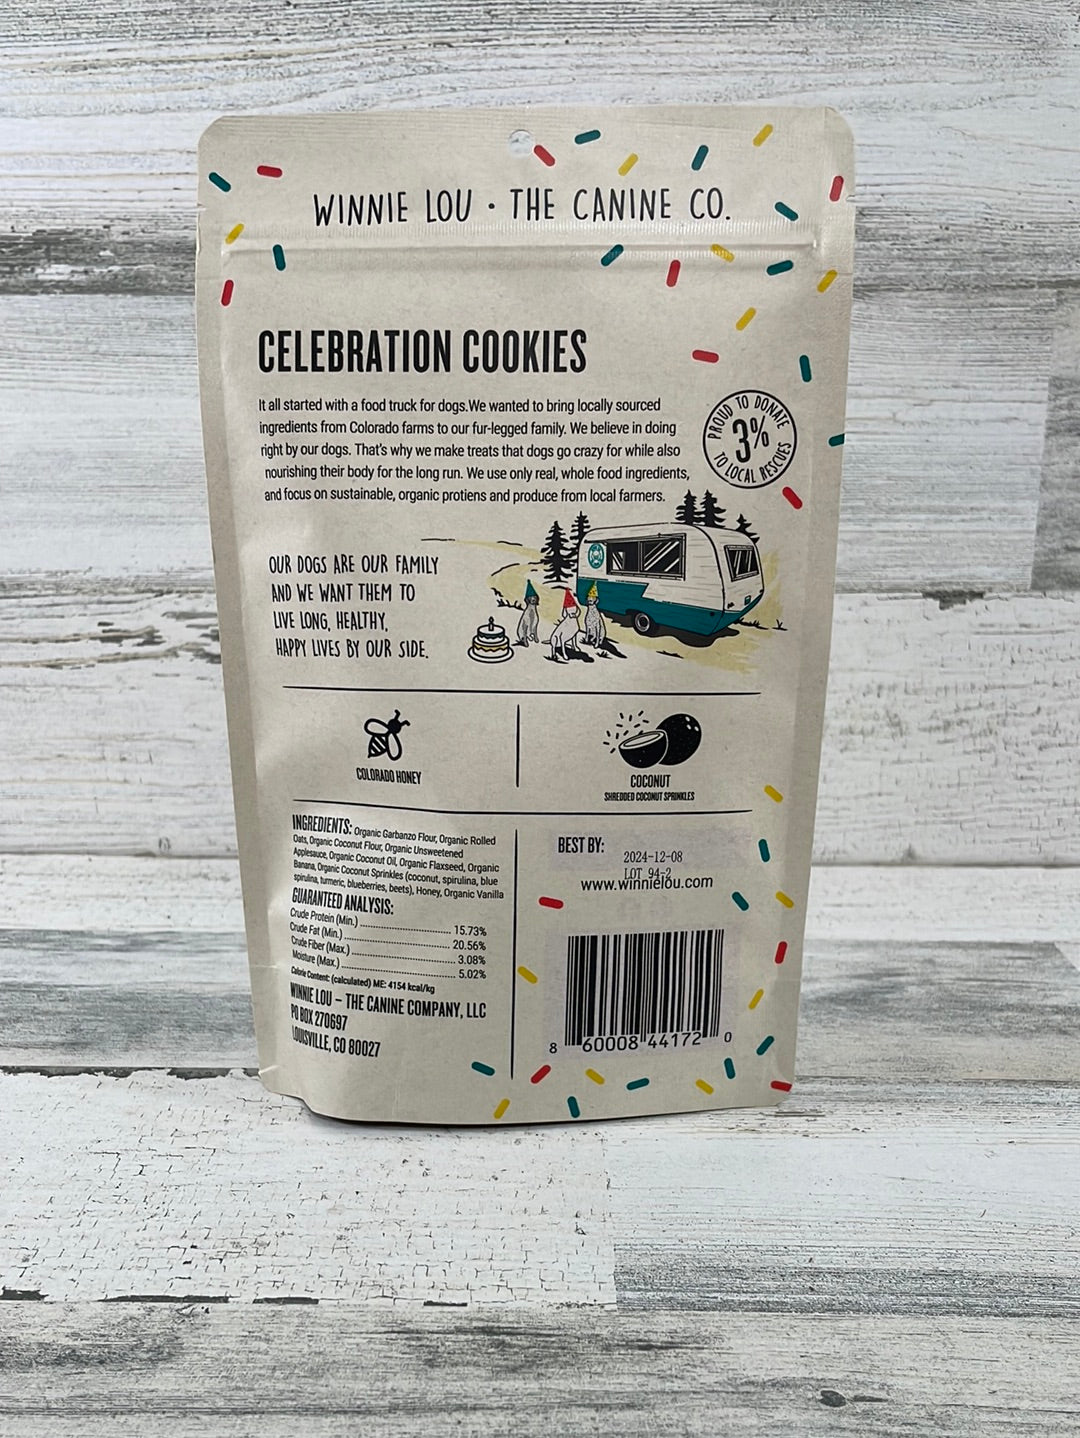 WINNIE LOU • THE CANINE CO.
CELEBRATION COOKIES
It all started with a food truck for dogs.We wanted to bring locally sourced
ingredients from Colorado farms to our fur-legged family. We believe in doing
right by our dogs. That's why we make treats that dogs go crazy for while also
nourishing their body for the long run. We use only real, whole food ingredients,
and focus on sustainable, organic protiens and produce from local farmers.
PROUD TO DONATE
3%
TO LOCAL RESCUES
OUR DOGS ARE OUR FAMILY
AND WE WANT THEM TO
LIVE LONG, HEALTHY,
HAPPY LIVES BY OUR SIDE.
COLORADO HONEY
COCONUT
SHREDDED COCONUT SPRINKLES
INGREDIENTS: Organic Garbanzo Flour, Organic Rolled
Oats, Organic Coconut Flour, Organic Unsweetened
Applesauce, Organic Coconut Oil, Organic Flaxseed, Organic
Banana, Organic Coconut Sprinkles (coconut, spirulina, blue
spirulina, turmeric, blueberries, beets), Honey, Organic Vanilla
GUARANTEED ANALYSIS:
Crude Protein (Min.) 15.73%
Crude Fat (Min.) 20.56%
Crude Fiber (Max.) 3.08%
Moisture (Max.) 5.02%
Calorie Content: (calculated) ME: 4154 kcal/kg
WINNIE LOU – THE CANINE COMPANY, LLC
PO BOX 270697
LOUISVILLE, CO 80027
BEST BY:
2024-12-08
LOT 94-2
www.winnielou.com
8 60008 44172 0